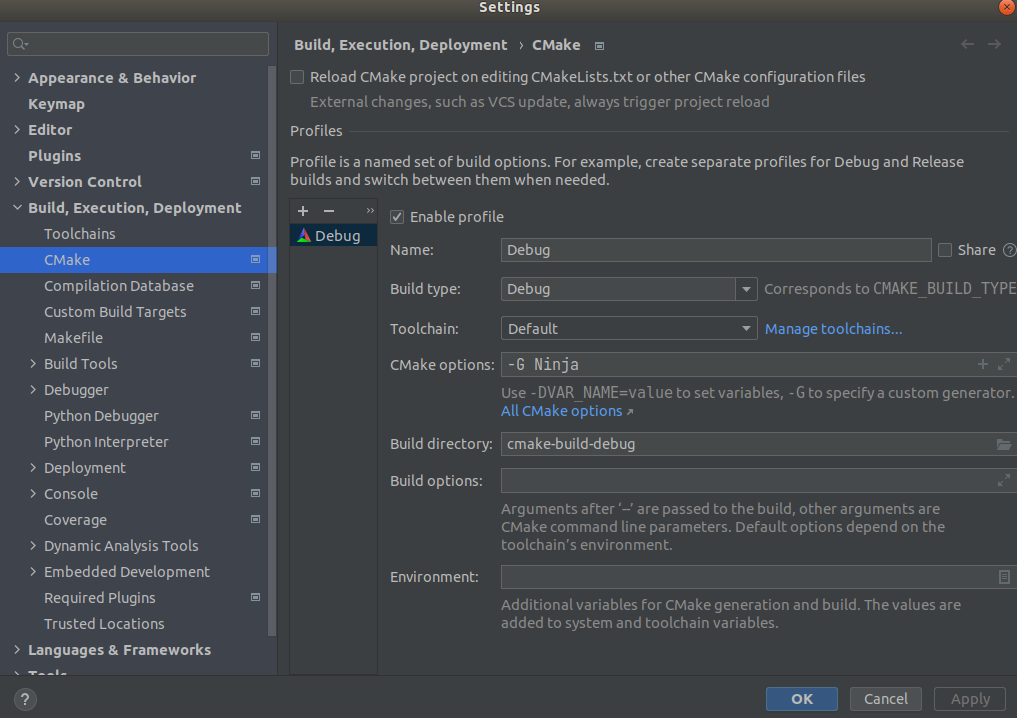 Settings
Appearance & Behavior
Keymap
Editor
Plugins
Version Control
Build, Execution, Deployment
Toolchains
CMake
Compilation Database
Custom Build Targets
Makefile
Build Tools
Debugger
Python Debugger
Python Interpreter
Deployment
Console
Coverage
Dynamic Analysis Tools
Embedded Development
Required Plugins
Trusted Locations
Languages & Frameworks
Tools
Build, Execution, Deployment › CMake
Reload CMake project on editing CMakeLists.txt or other CMake configuration files
External changes, such as VCS update, always trigger project reload
Profiles
Profile is a named set of build options. For example, create separate profiles for Debug and Release
builds and switch between them when needed.
+ − »
Debug
Enable profile
Name: Debug Share ?
Build type: Debug Corresponds to CMAKE_BUILD_TYPE
Toolchain: Default Manage toolchains...
CMake options: -G Ninja
Use -DVAR_NAME=value to set variables, -G to specify a custom generator.
All CMake options ↗
Build directory: cmake-build-debug
Build options:
Arguments after ‘--’ are passed to the build, other arguments are
CMake command line parameters. Default options depend on the
toolchain’s environment.
Environment:
Additional variables for CMake generation and build. The values are
added to system and toolchain variables.
? OK Cancel Apply